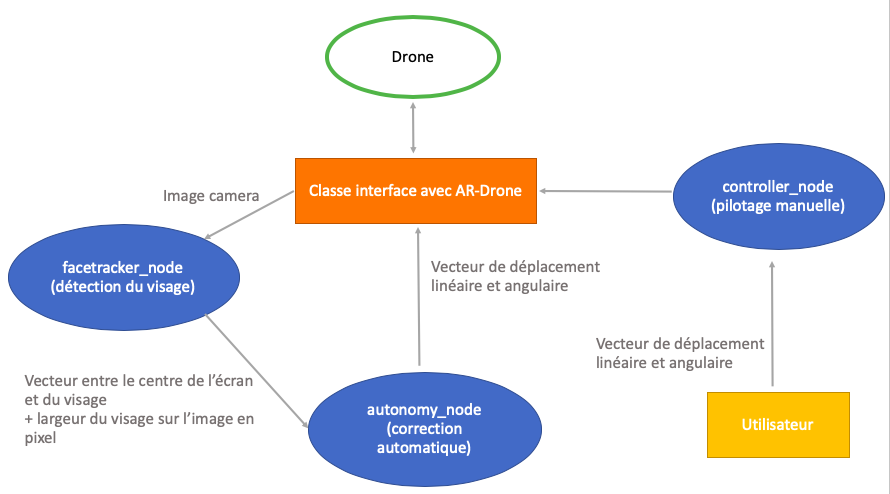 Drone
Classe interface avec AR-Drone
controller_node
(pilotage manuelle)
Image camera
facetracker_node
(détection du visage)
Vecteur de déplacement
linéaire et angulaire
Vecteur de déplacement
linéaire et angulaire
Vecteur entre le centre de l'écran
et du visage
+ largeur du visage sur l'image en
pixel
autonomy_node
(correction
automatique)
Utilisateur